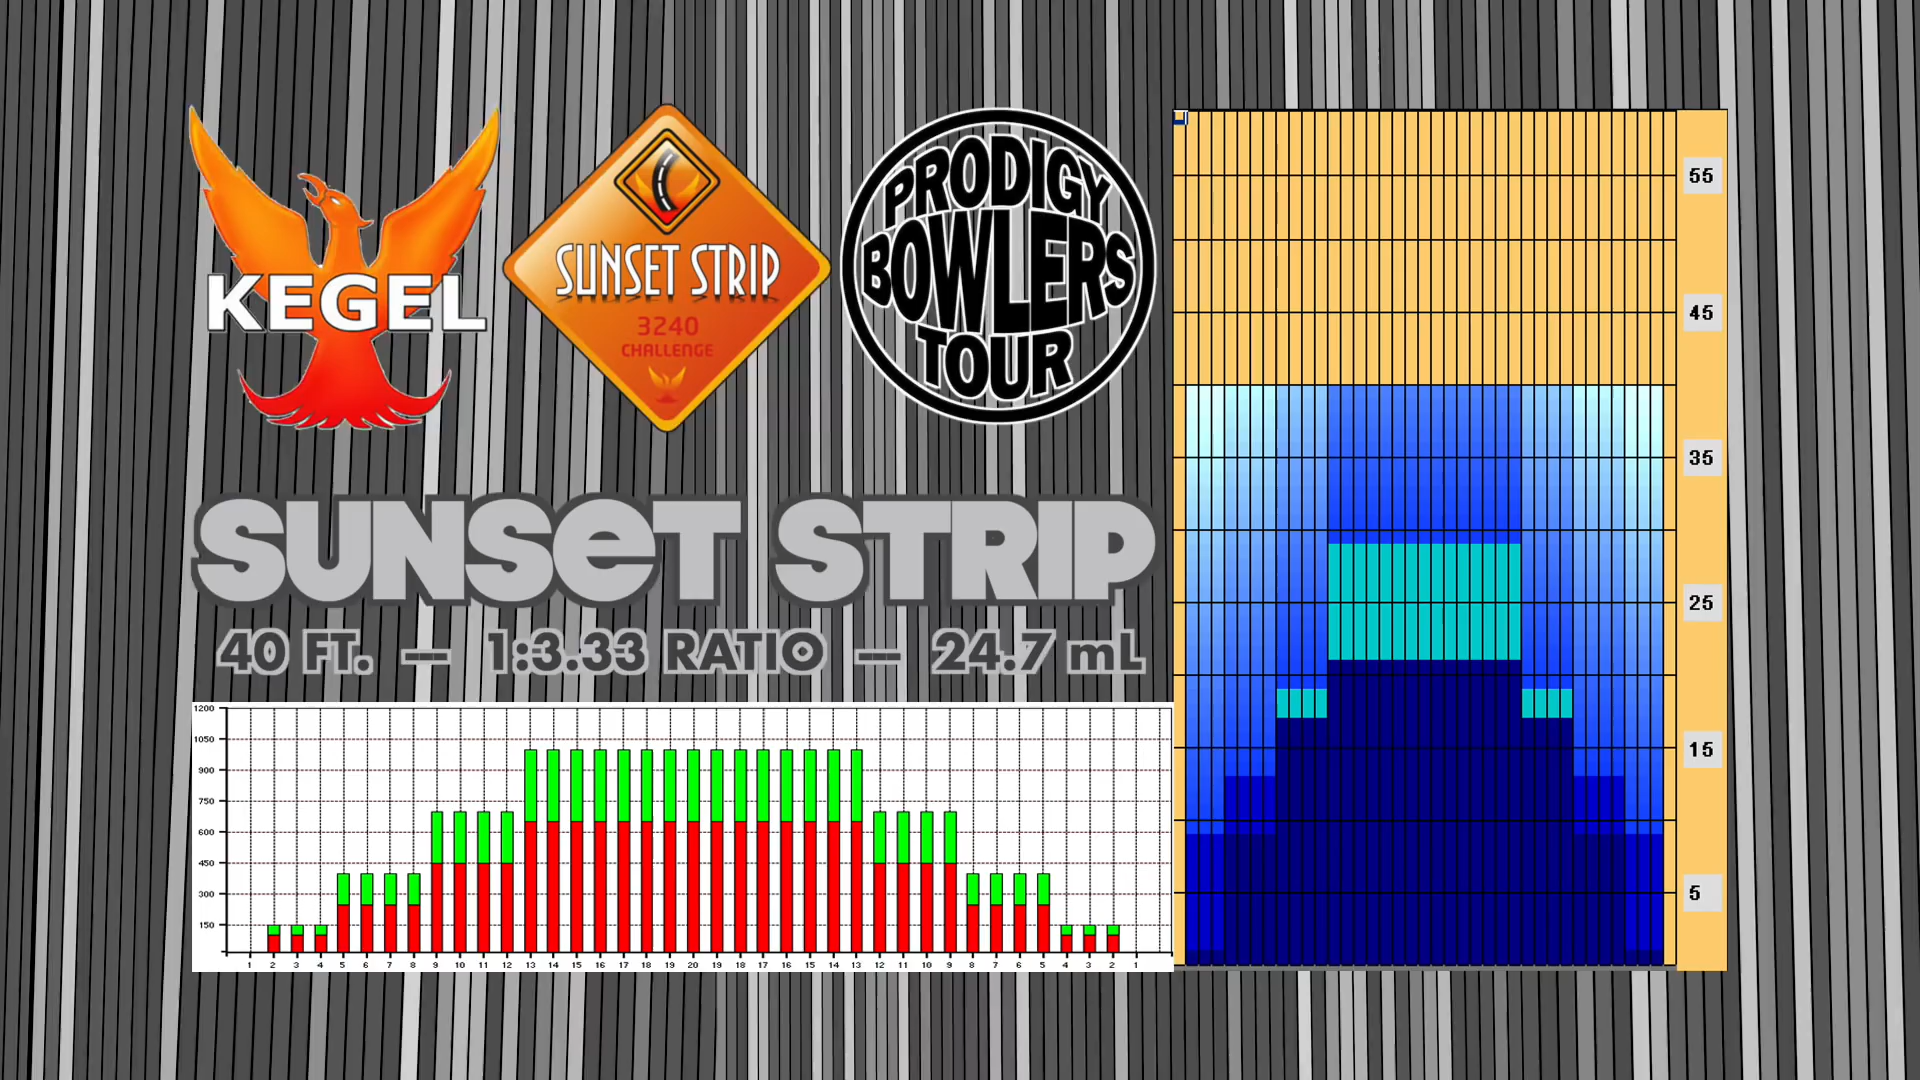 KEGEL
SUNSET STRIP
3240
CHALLENGE
PRODIGY
BOWLERS
TOUR
SUNSET STRIP
40 FT. — 1:3.33 RATIO — 24.7 mL
1200
1050
900
750
600
450
300
150
1 2 3 4 5 6 7 8 9 10 11 12 13 14 15 16 17 18 19 20 19 18 17 16 15 14 13 12 11 10 9 8 7 6 5 4 3 2 1
55
45
35
25
15
5